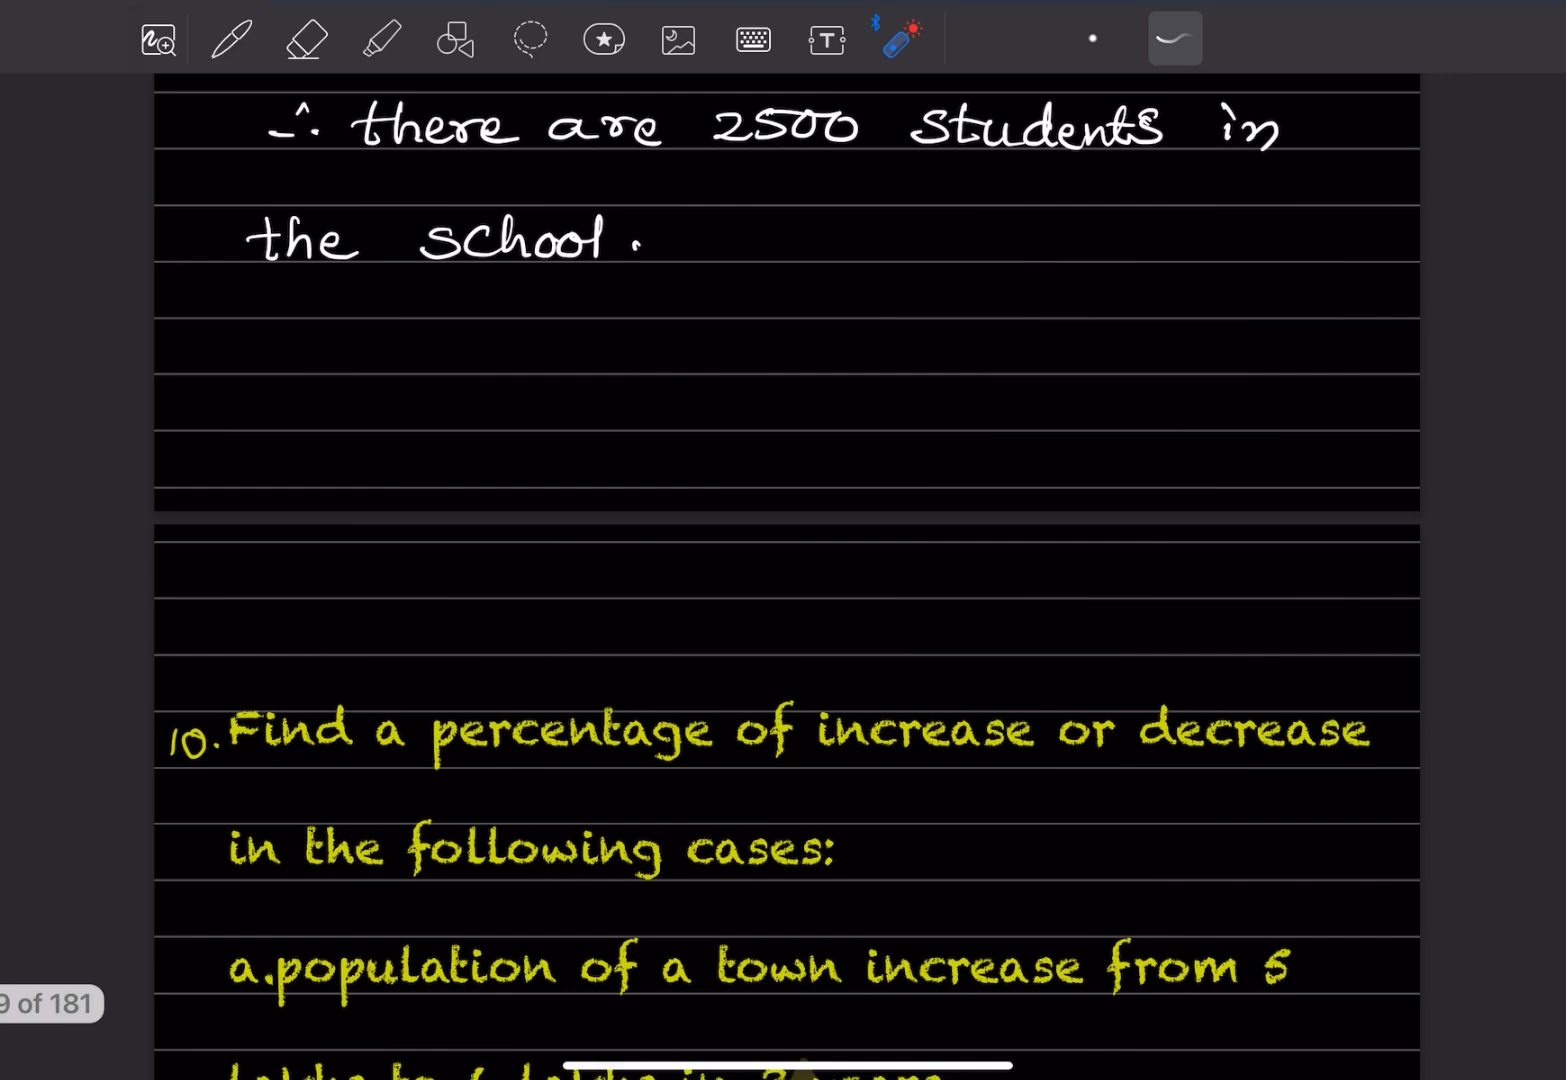 ∴ there are 2500 students in
the school.
10. Find a percentage of increase or decrease
in the following cases:
a. population of a town increase from 5
9 of 181